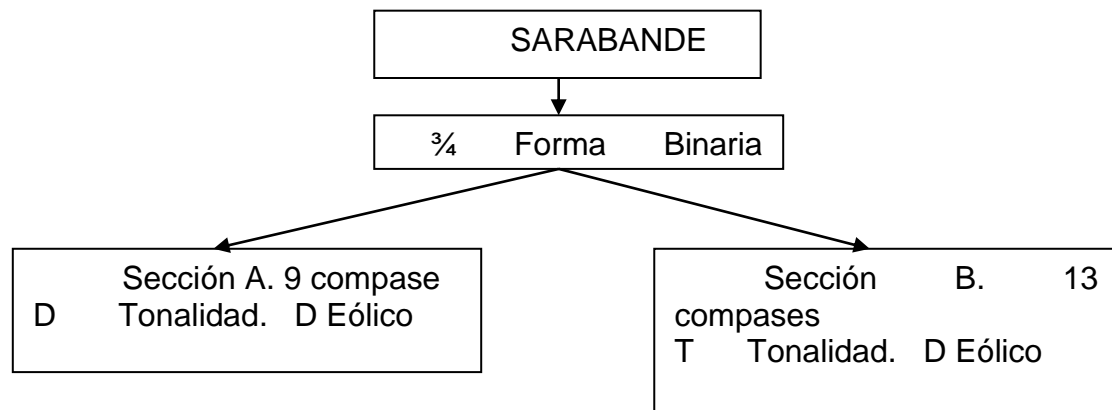 SARABANDE
¾ Forma Binaria
Sección A. 9 compase
D Tonalidad. D Eólico
Sección B. 13
compases
T Tonalidad. D Eólico